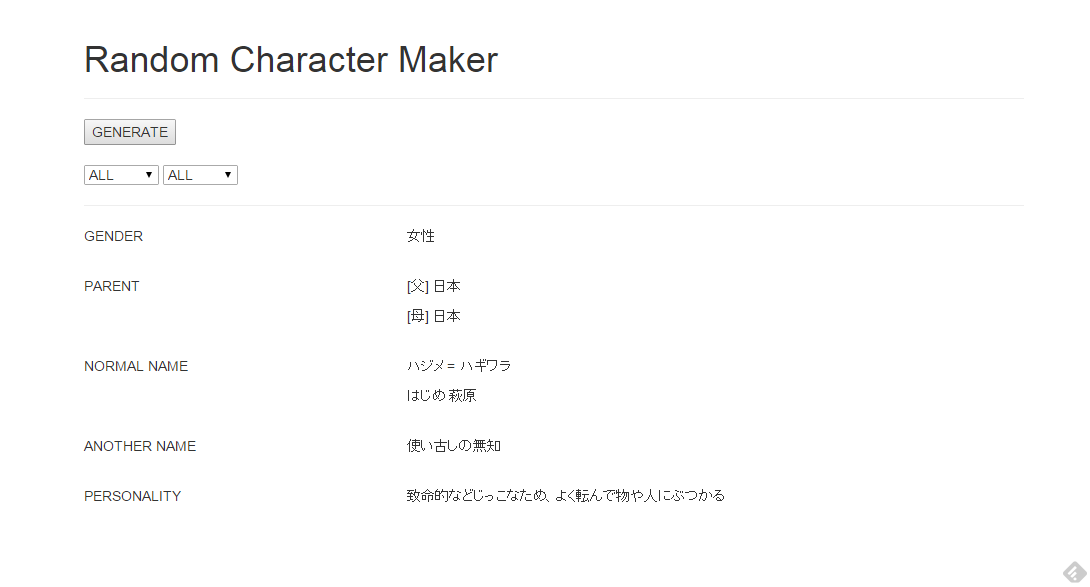 Random Character Maker
GENERATE
ALL ALL
GENDER 女性
PARENT [父] 日本
[母] 日本
NORMAL NAME ハジメ = ハギワラ
はじめ 萩原
ANOTHER NAME 使い古しの無知
PERSONALITY 致命的などじっこなため、よく転んで物や人にぶつかる